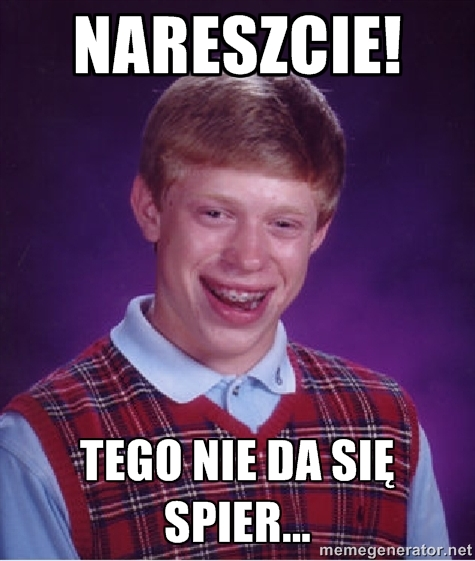 NARESZCIE!
TEGO NIE DA SIĘ
SPIER...
memegenerator.net